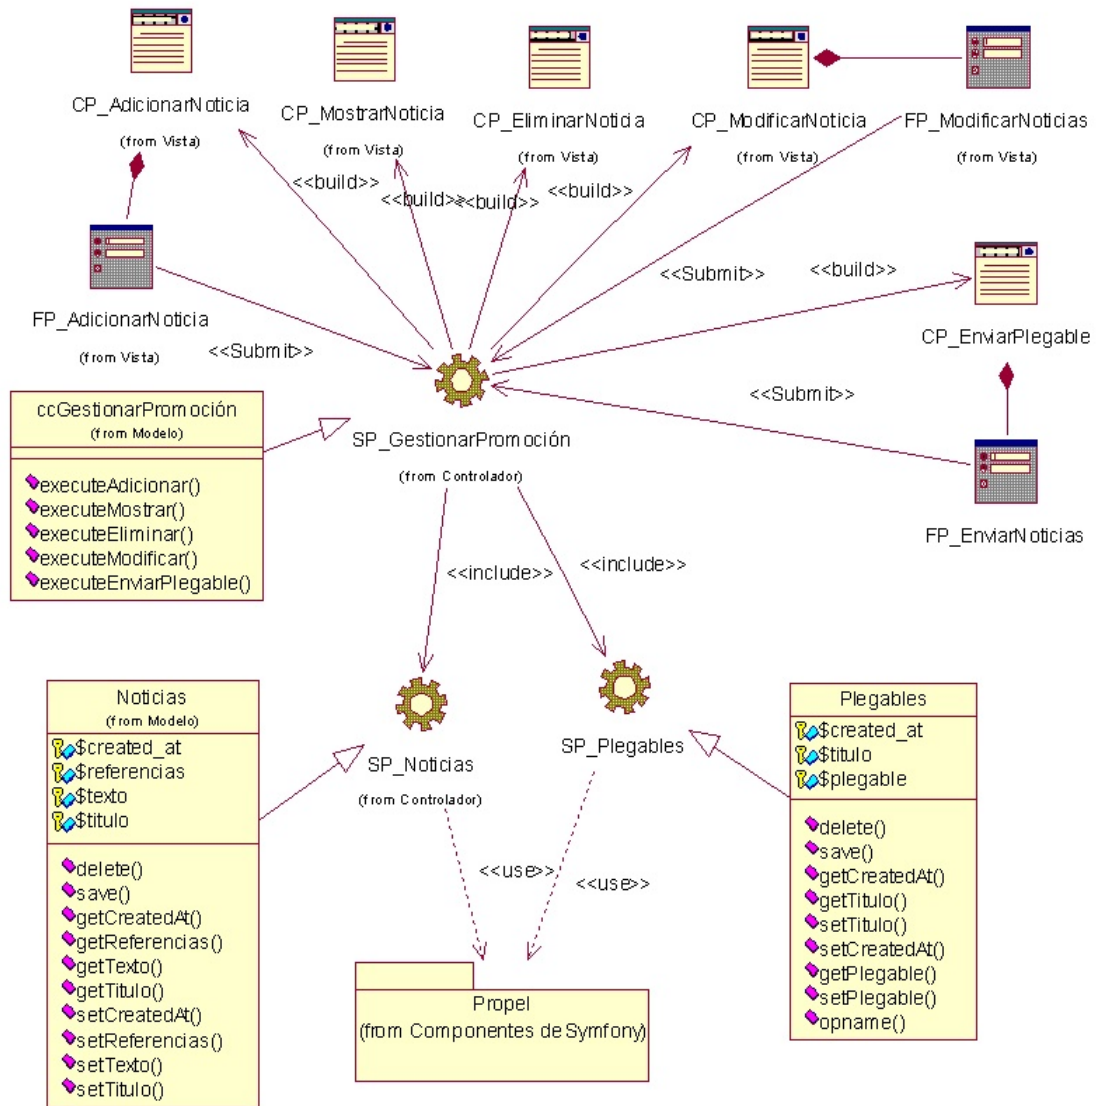 CP_AdicionarNoticia
(from Vista)
CP_MostrarNoticia
(from Vista)
CP_EliminarNoticia
(from Vista)
CP_ModificarNoticia
(from Vista)
FP_ModificarNoticias
(from Vista)
<<build>>
<<build>>
<<build>>
<<build>>
<<Submit>>
<<build>>
FP_AdicionarNoticia
(from Vista)
<<Submit>>
CP_EnviarPlegable
<<Submit>>
ccGestionarPromoción
(from Modelo)
executeAdicionar()
executeMostrar()
executeEliminar()
executeModificar()
executeEnviarPlegable()
SP_GestionarPromoción
(from Controlador)
FP_EnviarNoticias
<<include>>
<<include>>
Noticias
(from Modelo)
$created_at
$referencias
$texto
$titulo
delete()
save()
getCreatedAt()
getReferencias()
getTexto()
getTitulo()
setCreatedAt()
setReferencias()
setTexto()
setTitulo()
SP_Noticias
(from Controlador)
SP_Plegables
Plegables
$created_at
$titulo
$plegable
delete()
save()
getCreatedAt()
getTitulo()
setTitulo()
setCreatedAt()
getPlegable()
setPlegable()
opname()
<<use>>
<<use>>
Propel
(from Componentes de Symfony)